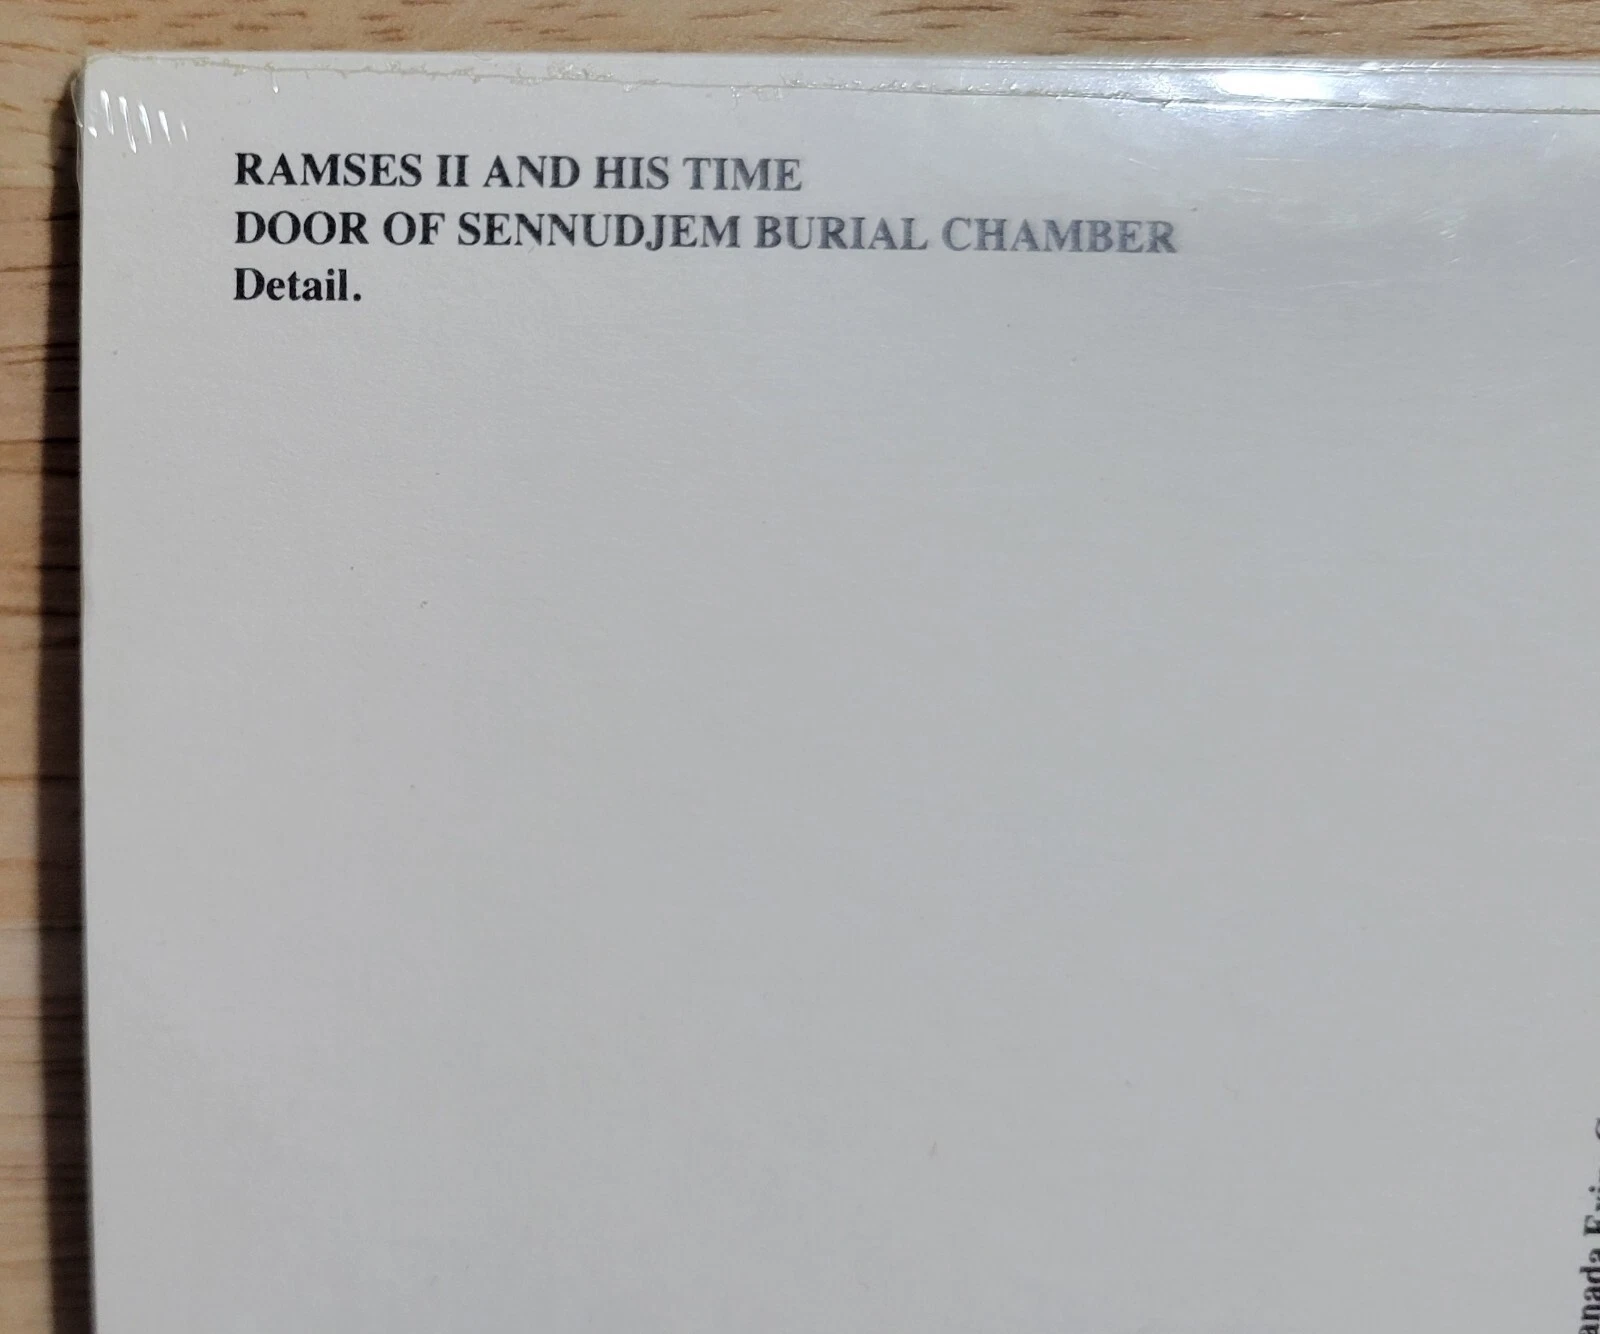 RAMSES II AND HIS TIME
DOOR OF SENNUDJEM BURIAL CHAMBER
Detail.